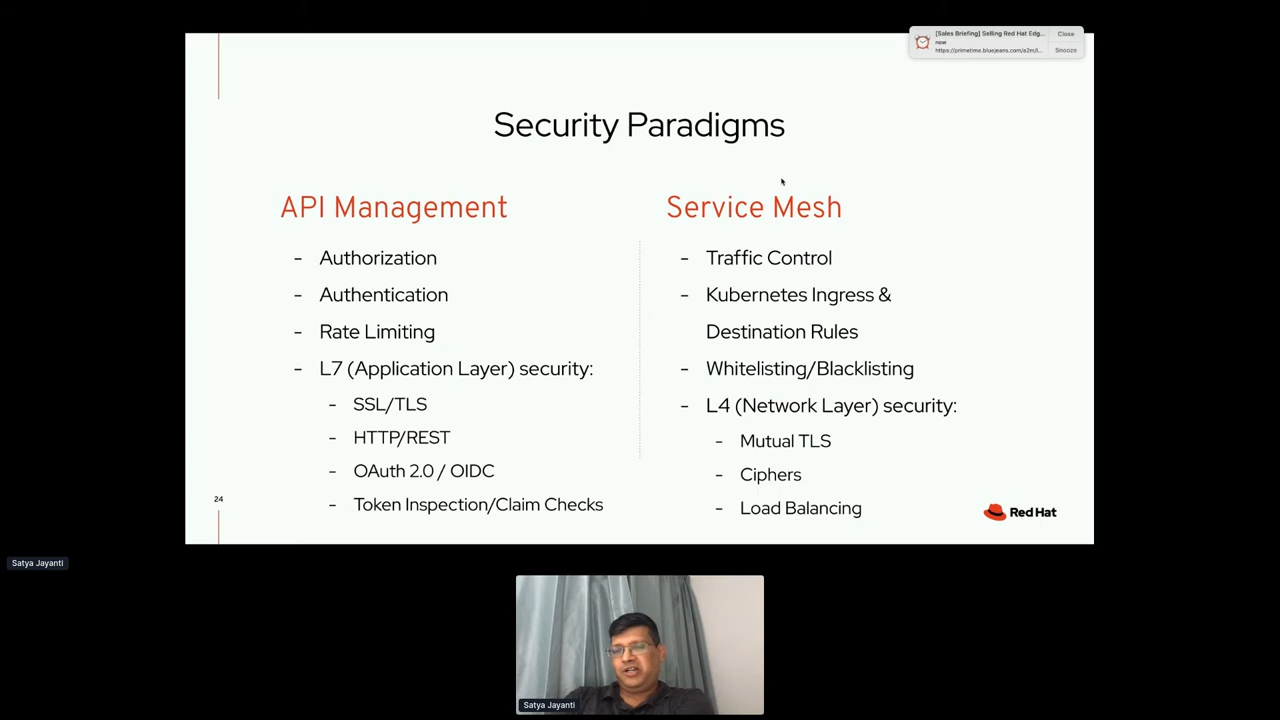 [Sales Briefing] Selling Red Hat Edg...
Close
now
https://primetime.bluejeans.com/a2m/l...
Snooze
Security Paradigms
API Management
- Authorization
- Authentication
- Rate Limiting
- L7 (Application Layer) security:
- SSL/TLS
- HTTP/REST
- OAuth 2.0 / OIDC
- Token Inspection/Claim Checks
Service Mesh
- Traffic Control
- Kubernetes Ingress &
Destination Rules
- Whitelisting/Blacklisting
- L4 (Network Layer) security:
- Mutual TLS
- Ciphers
- Load Balancing
24
Red Hat
Satya Jayanti
Satya Jayanti